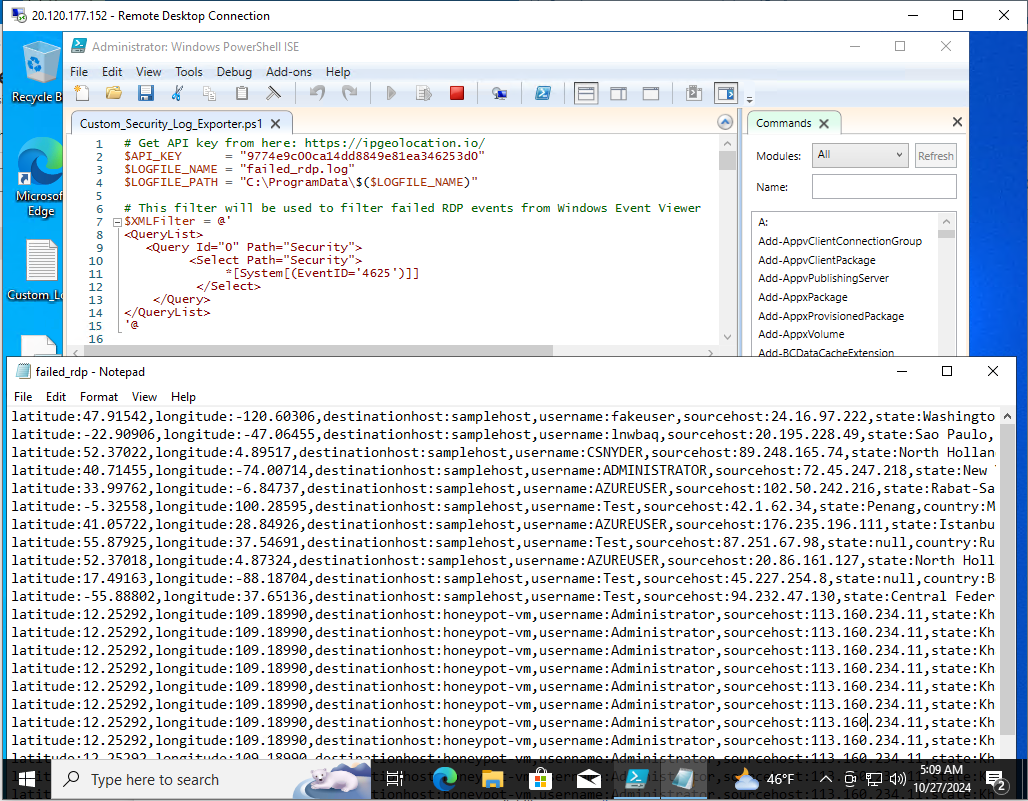 20.120.177.152 - Remote Desktop Connection
Administrator: Windows PowerShell ISE
File Edit View Tools Debug Add-ons Help
Recycle B
Microsof
Edge
Custom_Lo
Custom_Security_Log_Exporter.ps1
1 # Get API key from here: https://ipgeolocation.io/
2 $API_KEY = "9774e9c00ca14dd8849e81ea346253d0"
3 $LOGFILE_NAME = "failed_rdp.log"
4 $LOGFILE_PATH = "C:\ProgramData\$($LOGFILE_NAME)"
5
6 # This filter will be used to filter failed RDP events from Windows Event Viewer
7 $XMLFilter = @'
8 <QueryList>
9 <Query Id="0" Path="Security">
10 <Select Path="Security">
11 *[System[(EventID='4625')]]
12 </Select>
13 </Query>
14 </QueryList>
15 '@
16
Commands
Modules: All Refresh
Name:
A:
Add-AppvClientConnectionGroup
Add-AppvClientPackage
Add-AppvPublishingServer
Add-AppxPackage
Add-AppxProvisionedPackage
Add-AppxVolume
Add-BCDataCacheExtension
failed_rdp - Notepad
File Edit Format View Help
latitude:47.91542,longitude:-120.60306,destinationhost:samplehost,username:fakeuser,sourcehost:24.16.97.222,state:Washingto
latitude:-22.90906,longitude:-47.06455,destinationhost:samplehost,username:lnwbaq,sourcehost:20.195.228.49,state:Sao Paulo,
latitude:52.37022,longitude:4.89517,destinationhost:samplehost,username:CSNYDER,sourcehost:89.248.165.74,state:North Hollan
latitude:40.71455,longitude:-74.00714,destinationhost:samplehost,username:ADMINISTRATOR,sourcehost:72.45.247.218,state:New
latitude:33.99762,longitude:-6.84737,destinationhost:samplehost,username:AZUREUSER,sourcehost:102.50.242.216,state:Rabat-Sa
latitude:-5.32558,longitude:100.28595,destinationhost:samplehost,username:Test,sourcehost:42.1.62.34,state:Penang,country:M
latitude:41.05722,longitude:28.84926,destinationhost:samplehost,username:AZUREUSER,sourcehost:176.235.196.111,state:Istanbu
latitude:55.87925,longitude:37.54691,destinationhost:samplehost,username:Test,sourcehost:87.251.67.98,state:null,country:Ru
latitude:52.37018,longitude:4.87324,destinationhost:samplehost,username:AZUREUSER,sourcehost:20.86.161.127,state:North Holl
latitude:17.49163,longitude:-88.18704,destinationhost:samplehost,username:Test,sourcehost:45.227.254.8,state:null,country:B
latitude:-55.88802,longitude:37.65136,destinationhost:samplehost,username:Test,sourcehost:94.232.47.130,state:Central Feder
latitude:12.25292,longitude:109.18990,destinationhost:honeypot-vm,username:Administrator,sourcehost:113.160.234.11,state:Kh
latitude:12.25292,longitude:109.18990,destinationhost:honeypot-vm,username:Administrator,sourcehost:113.160.234.11,state:Kh
latitude:12.25292,longitude:109.18990,destinationhost:honeypot-vm,username:Administrator,sourcehost:113.160.234.11,state:Kh
latitude:12.25292,longitude:109.18990,destinationhost:honeypot-vm,username:Administrator,sourcehost:113.160.234.11,state:Kh
latitude:12.25292,longitude:109.18990,destinationhost:honeypot-vm,username:Administrator,sourcehost:113.160.234.11,state:Kh
latitude:12.25292,longitude:109.18990,destinationhost:honeypot-vm,username:Administrator,sourcehost:113.160.234.11,state:Kh
latitude:12.25292,longitude:109.18990,destinationhost:honeypot-vm,username:Administrator,sourcehost:113.160.234.11,state:Kh
latitude:12.25292,longitude:109.18990,destinationhost:honeypot-vm,username:Administrator,sourcehost:113.160.234.11,state:Kh
latitude:12.25292,longitude:109.18990,destinationhost:honeypot-vm,username:Administrator,sourcehost:113.160.234.11,state:Kh
Type here to search
46°F
5:09 AM
10/27/2024
2